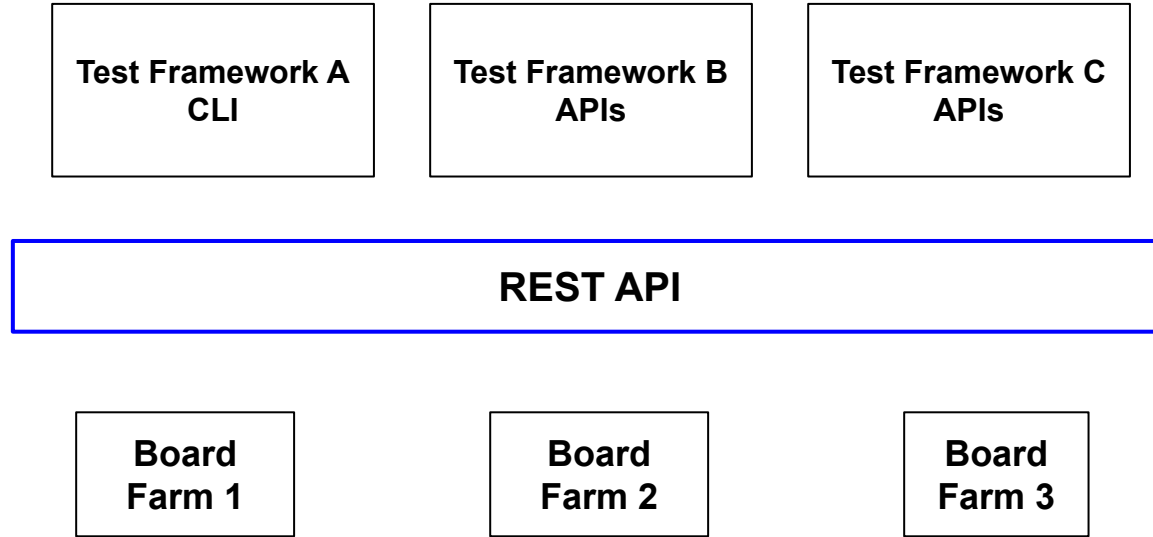 Test Framework A
CLI
Test Framework B
APIs
Test Framework C
APIs
REST API
Board
Farm 1
Board
Farm 2
Board
Farm 3